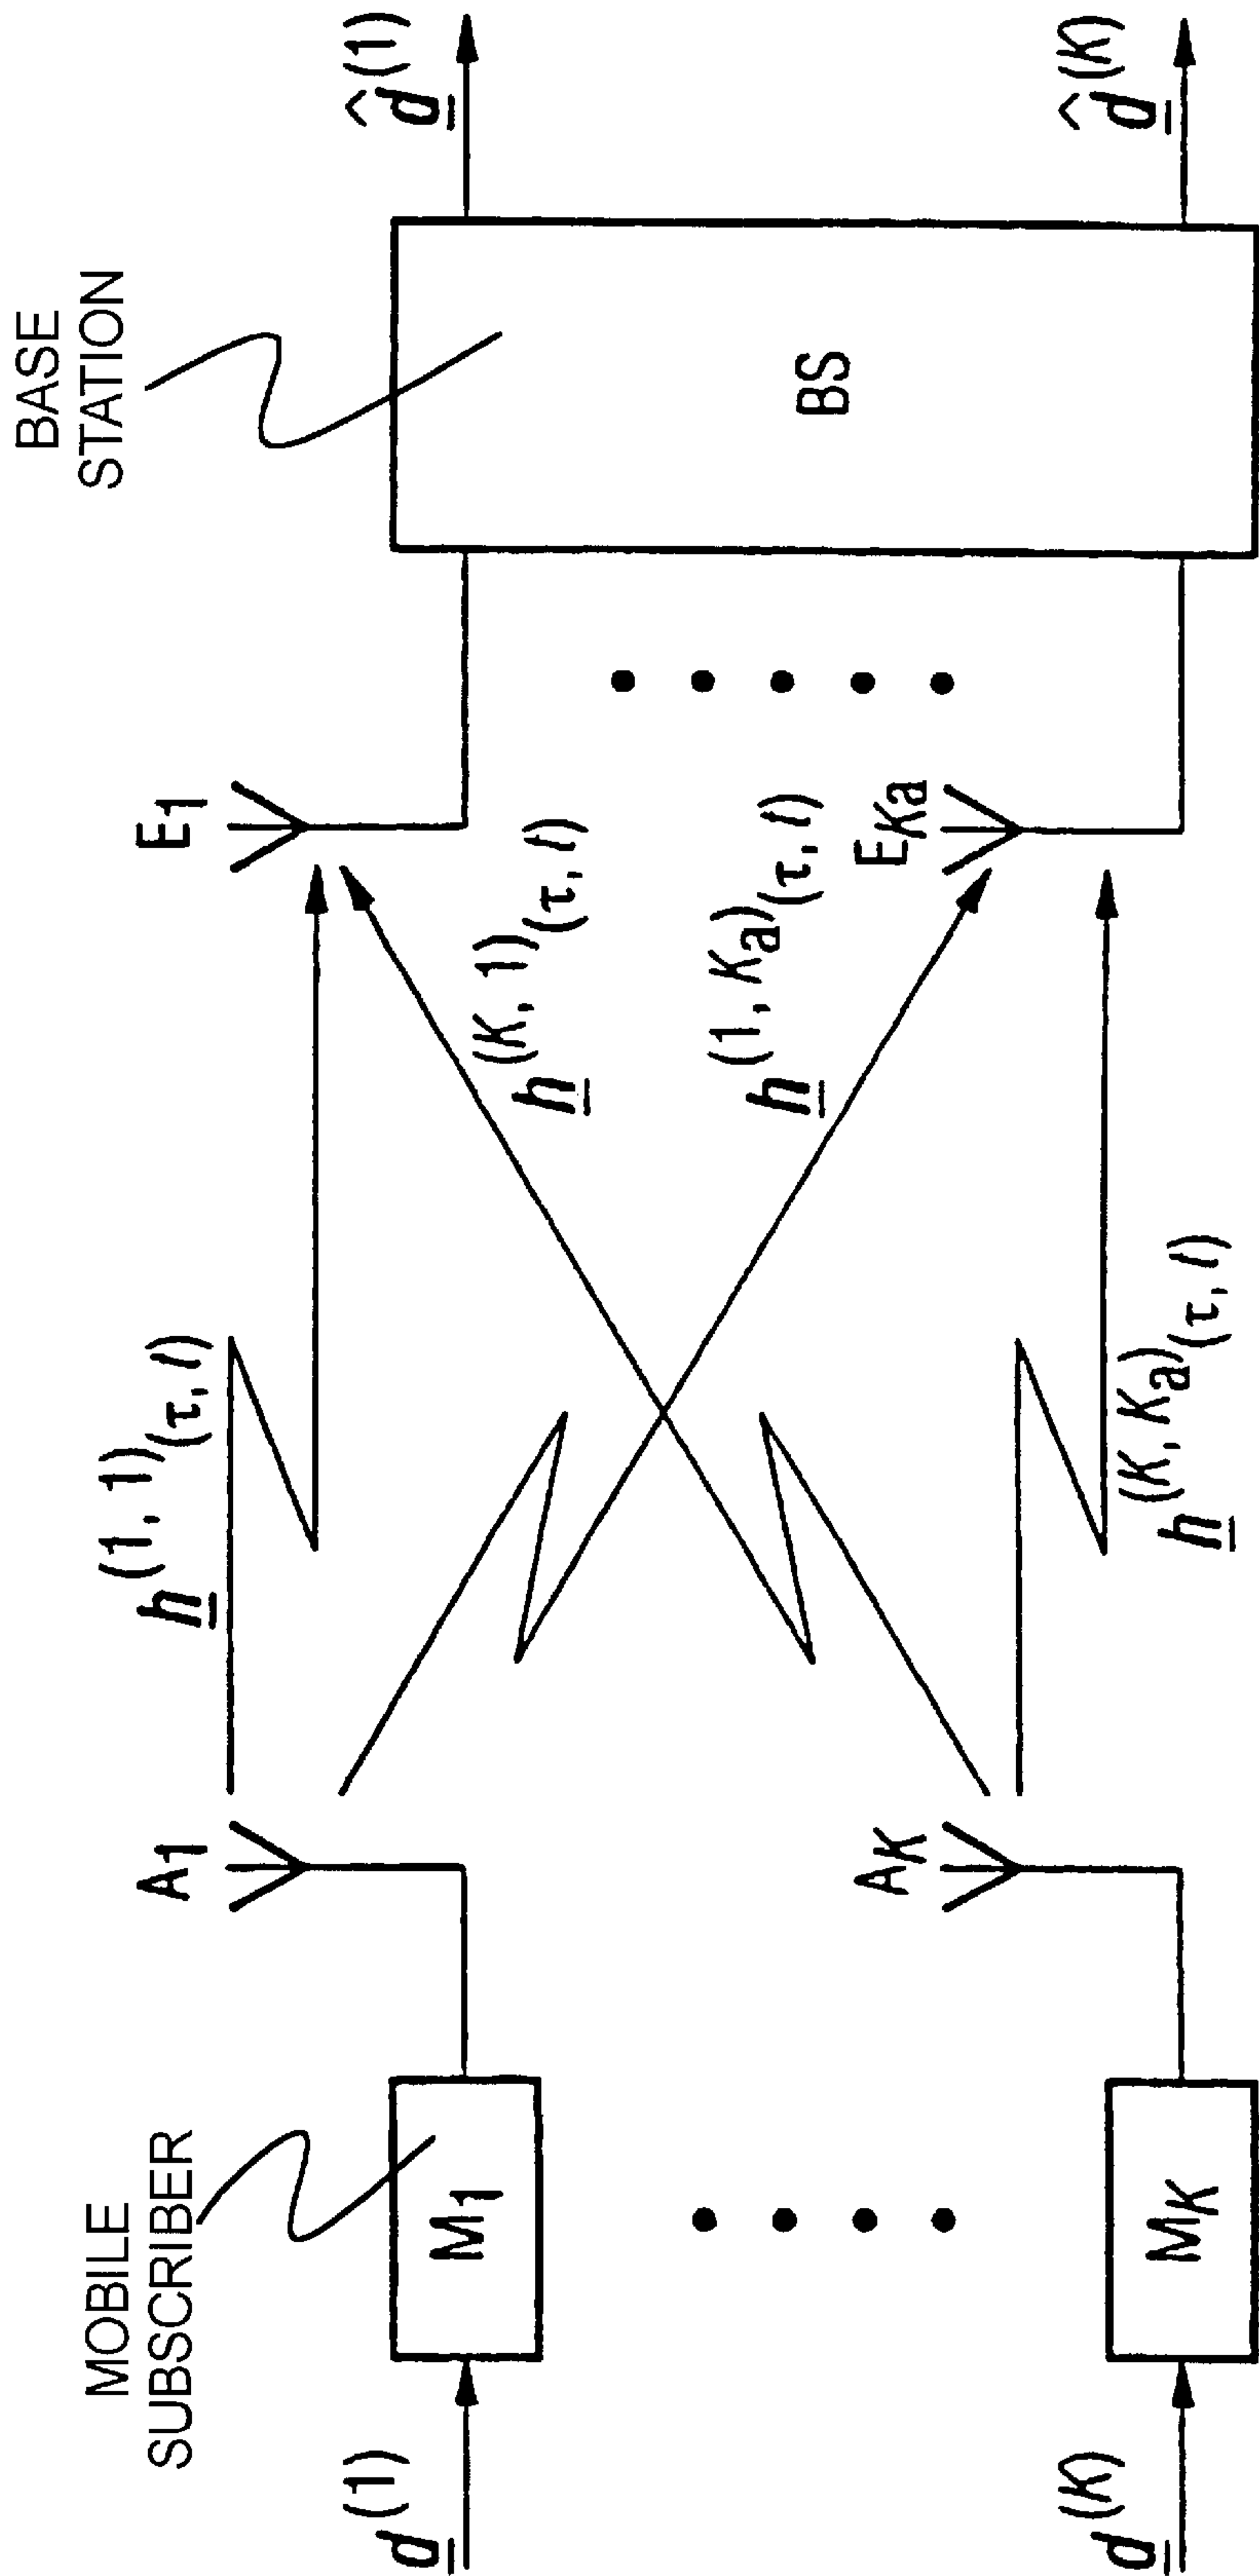 MOBILE
SUBSCRIBER
BASE
STATION
d^(1)
M1
A1
h^(1, 1)(τ, t)
E1
d̂^(1)
BS
h^(K, 1)(τ, t)
h^(1, Ka)(τ, t)
d^(K)
MK
AK
h^(K, Ka)(τ, t)
EKa
d̂^(K)